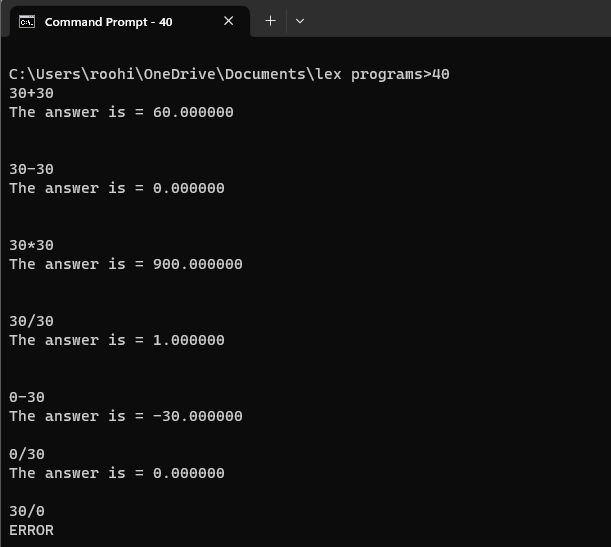 Command Prompt - 40
C:\Users\roohi\OneDrive\Documents\lex programs>40
30+30
The answer is = 60.000000
30-30
The answer is = 0.000000
30*30
The answer is = 900.000000
30/30
The answer is = 1.000000
0-30
The answer is = -30.000000
0/30
The answer is = 0.000000
30/0
ERROR